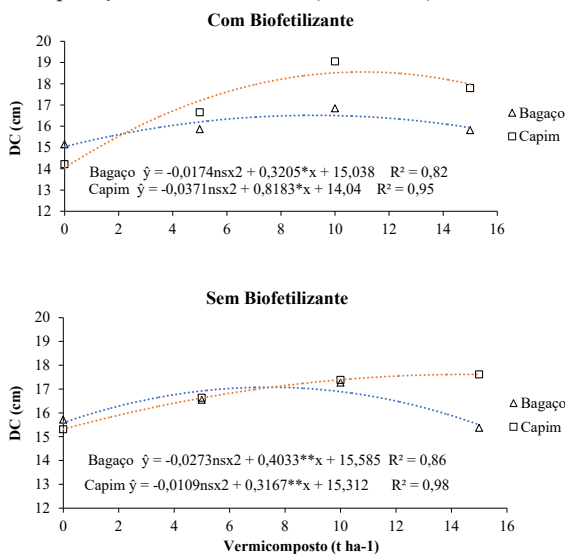 Com Biofetilizante
20
19
18
17
16
15
14
13
12
DC (cm)
Bagaço
Capim
Bagaço ŷ = -0,0174nsx2 + 0,3205*x + 15,038 R² = 0,82
Capim ŷ = -0,0371nsx2 + 0,8183*x + 14,04 R² = 0,95
0 2 4 6 8 10 12 14 16
Sem Biofetilizante
20
19
18
17
16
15
14
13
12
DC (cm)
Bagaço
Capim
Bagaço ŷ = -0,0273nsx2 + 0,4033**x + 15,585 R² = 0,86
Capim ŷ = -0,0109nsx2 + 0,3167**x + 15,312 R² = 0,98
0 2 4 6 8 10 12 14 16
Vermicomposto (t ha-1)